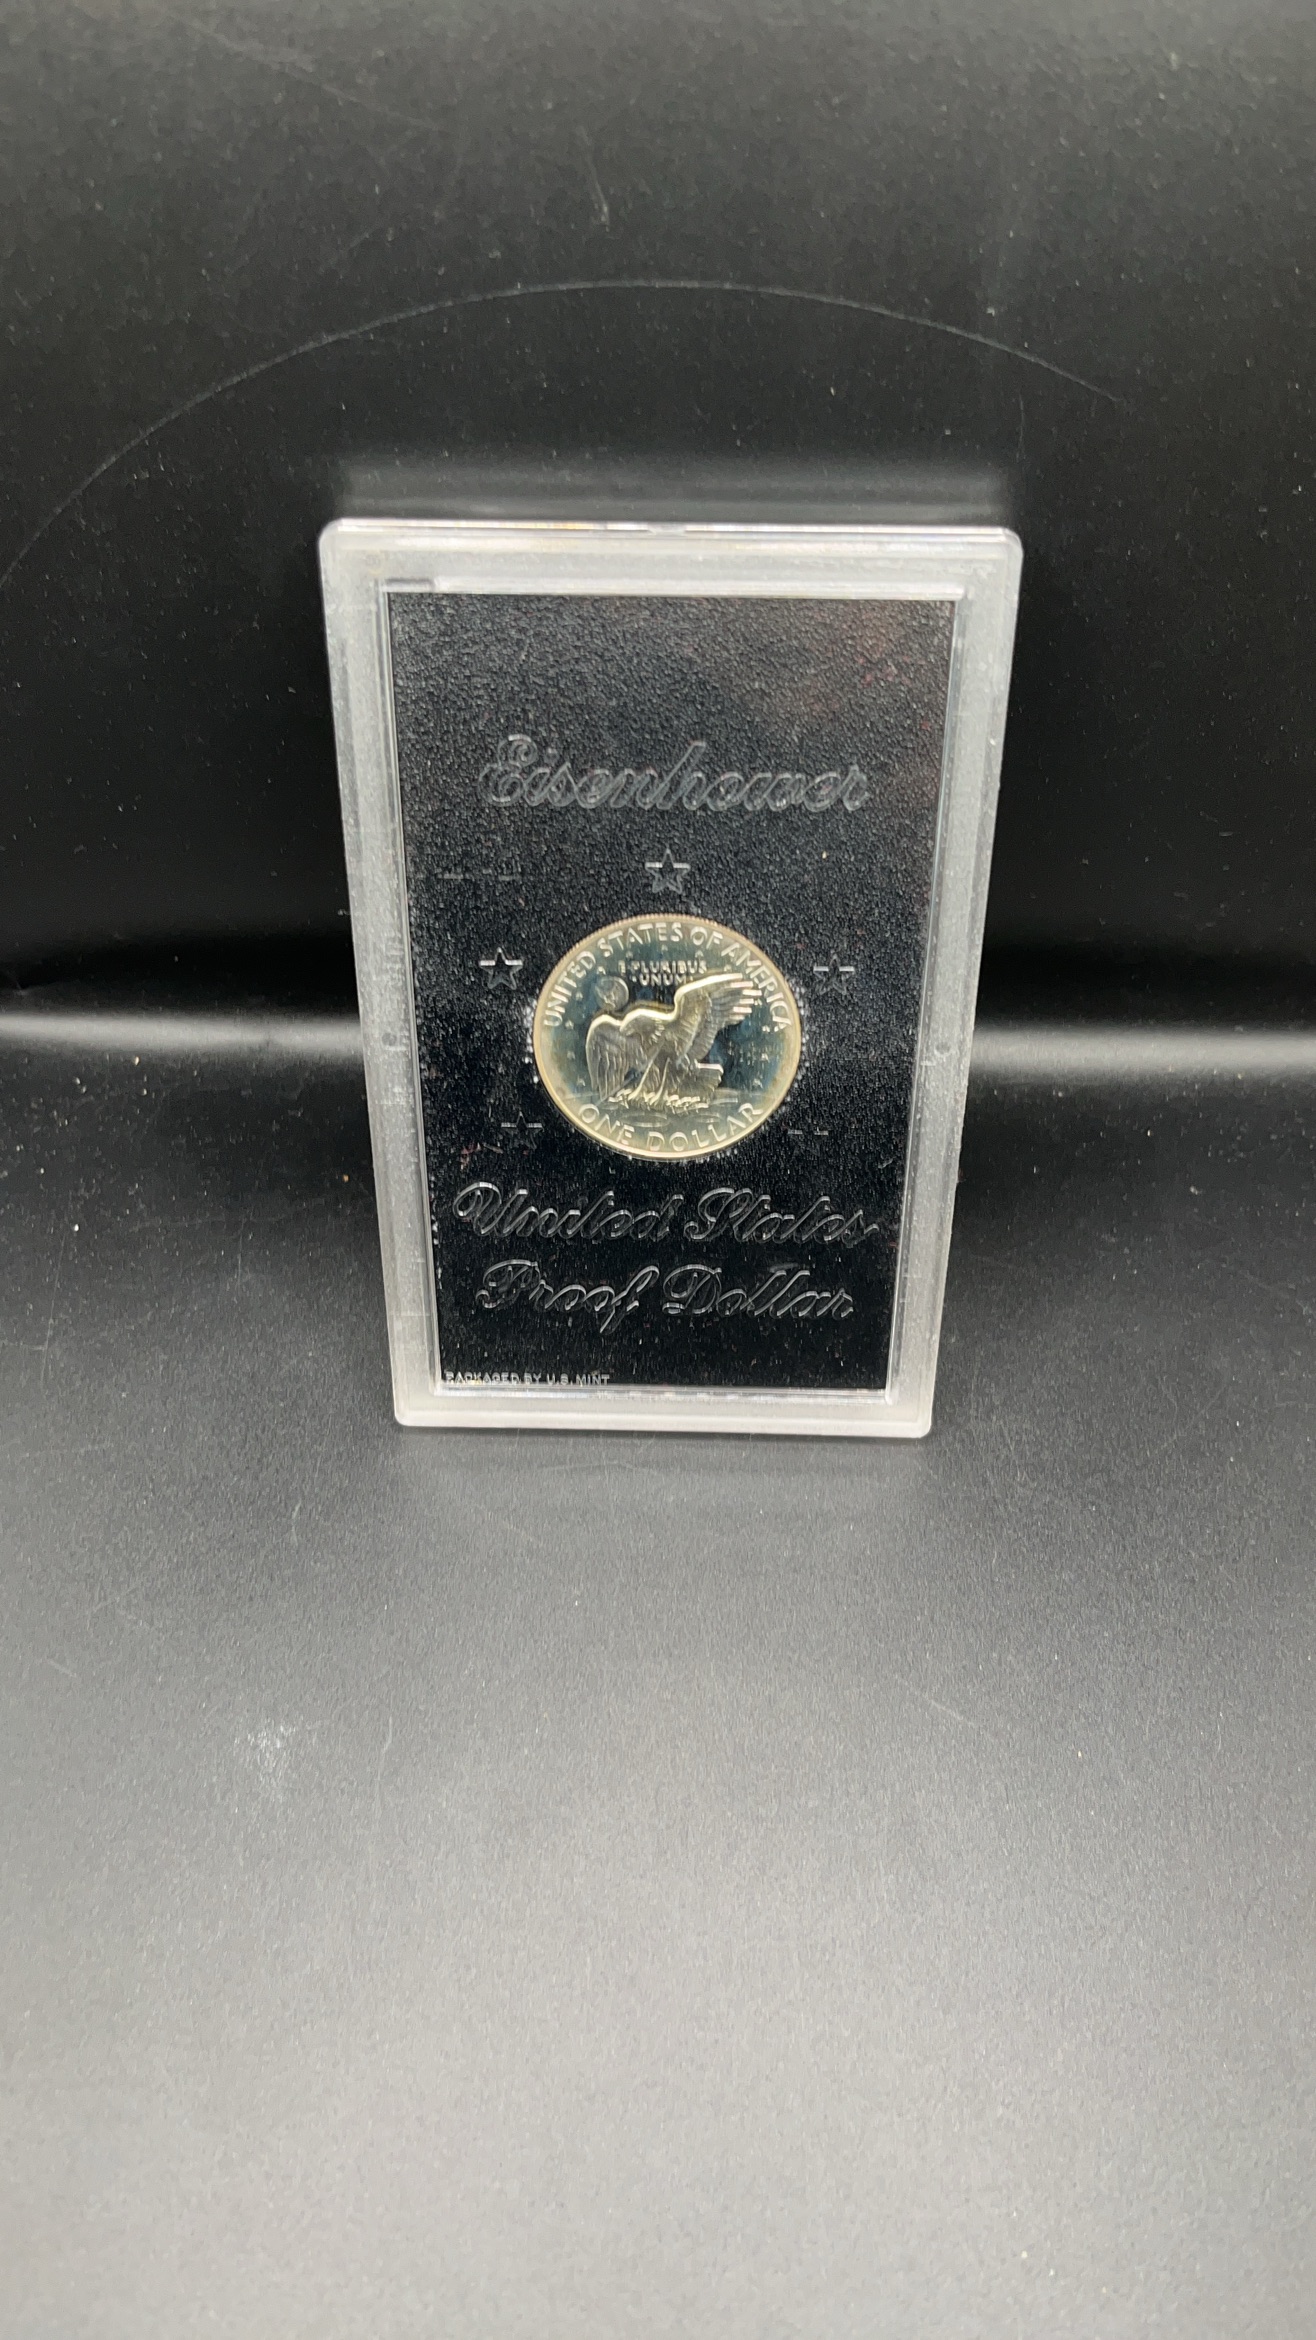 Eisenhower
UNITED STATES OF AMERICA
E PLURIBUS
UNUM
ONE DOLLAR
United States
Proof Dollar
PACKAGED BY U.S. MINT